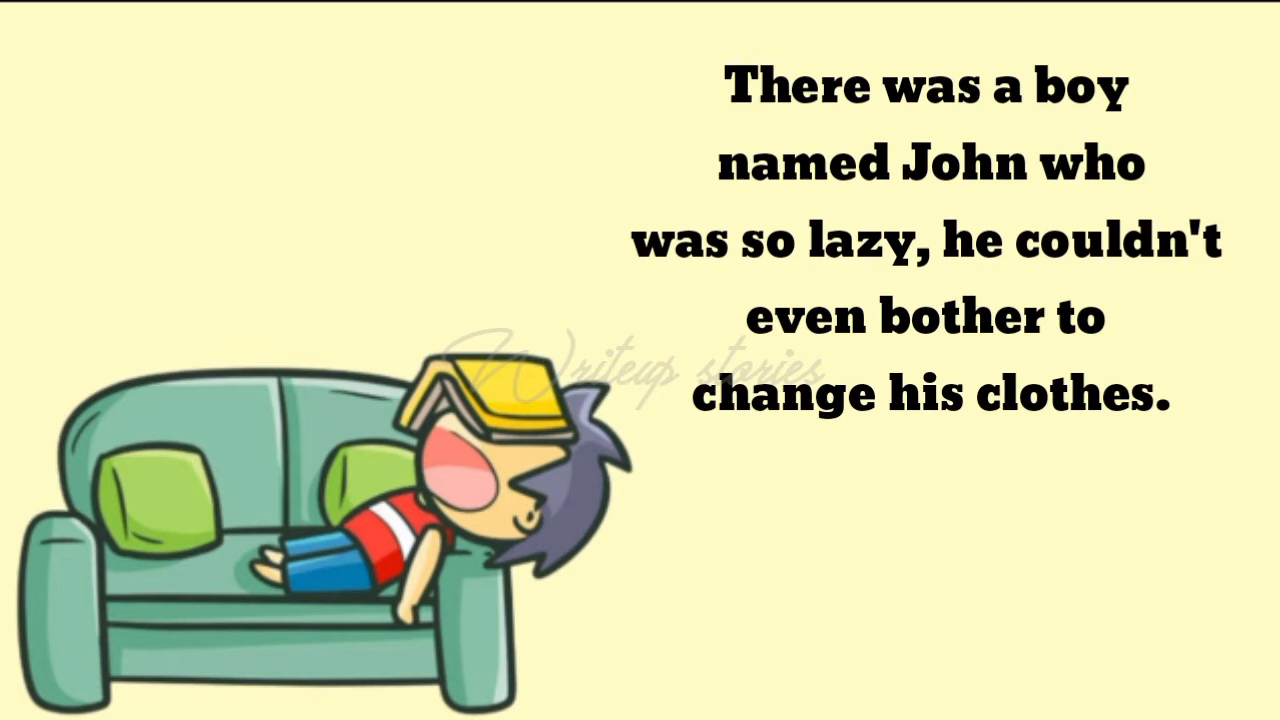 There was a boy
named John who
was so lazy, he couldn't
even bother to
Writeup stories
change his clothes.